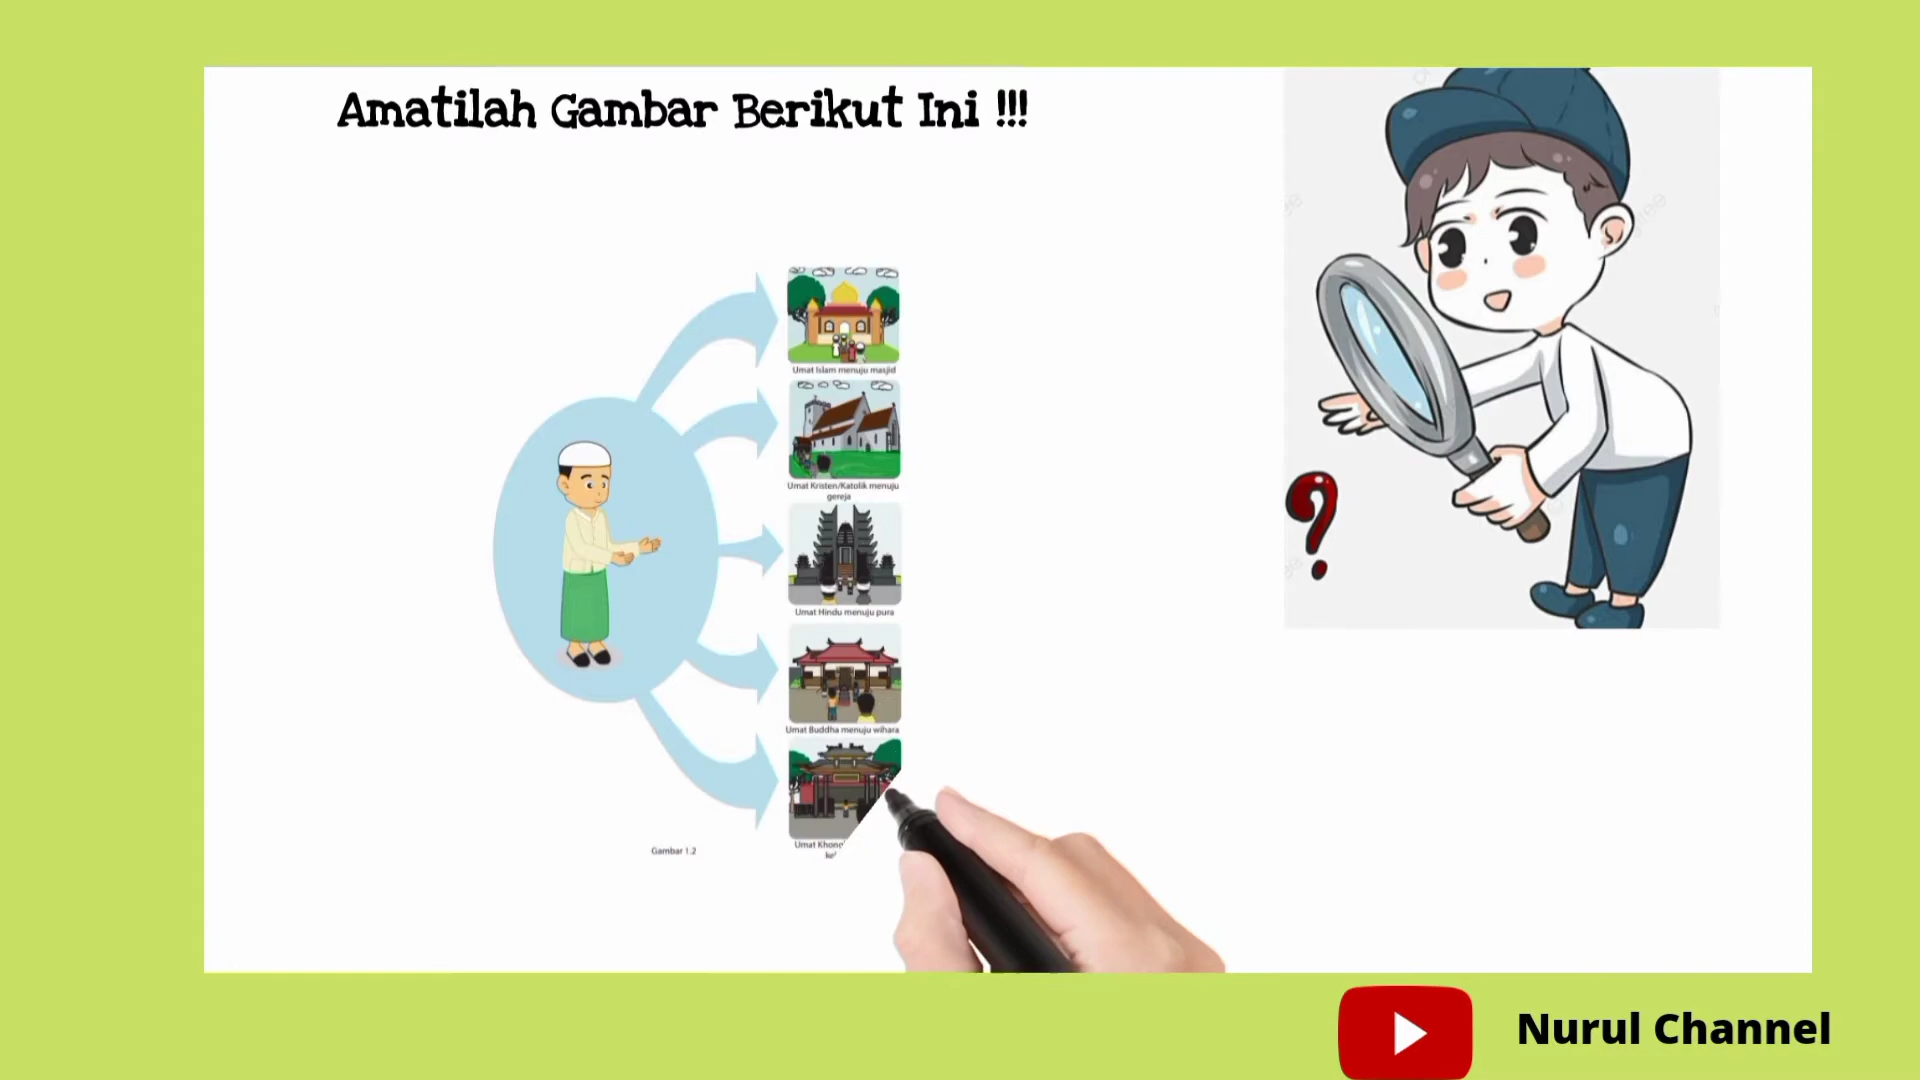 Amatilah Gambar Berikut Ini !!!
Umat Islam menuju masjid
Umat Kristen/Katolik menuju
gereja
Umat Hindu menuju pura
Umat Buddha menuju wihara
Umat
Gambar 1.2
?
Nurul Channel